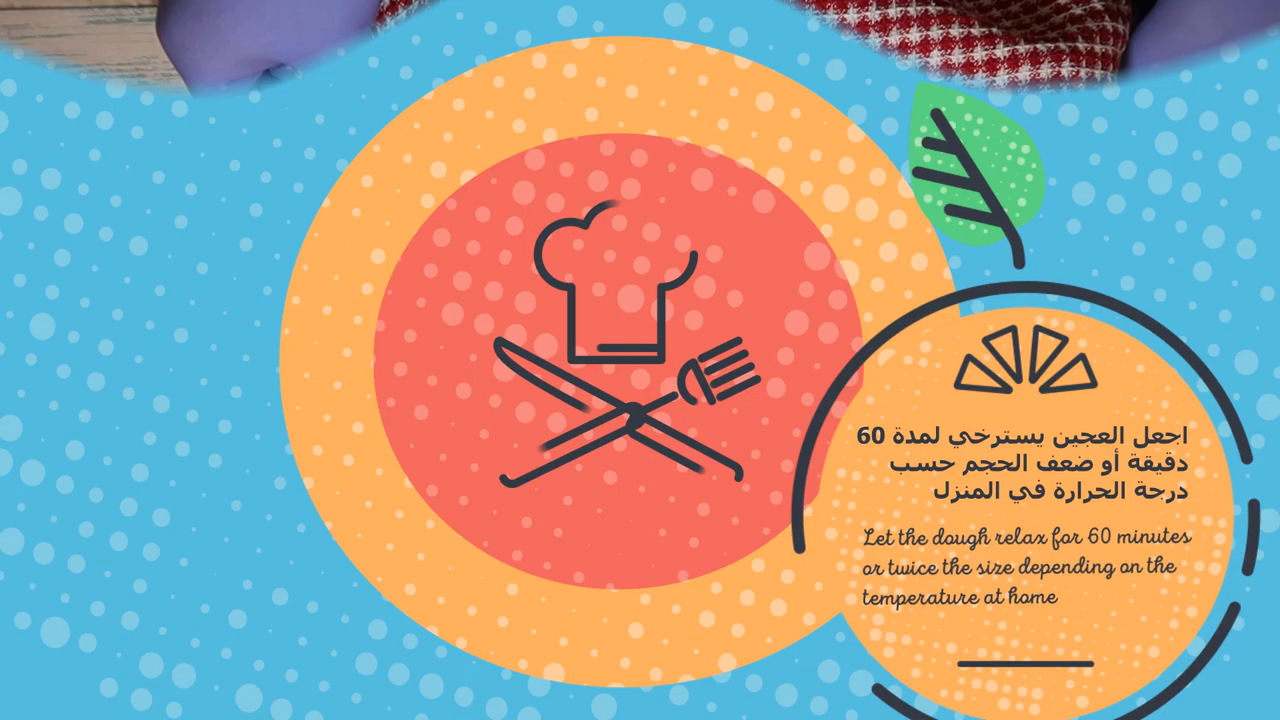 اجعل العجين يسترخي لمدة 60
دقيقة أو ضعف الحجم حسب
درجة الحرارة في المنزل
Let the dough relax for 60 minutes
or twice the size depending on the
temperature at home